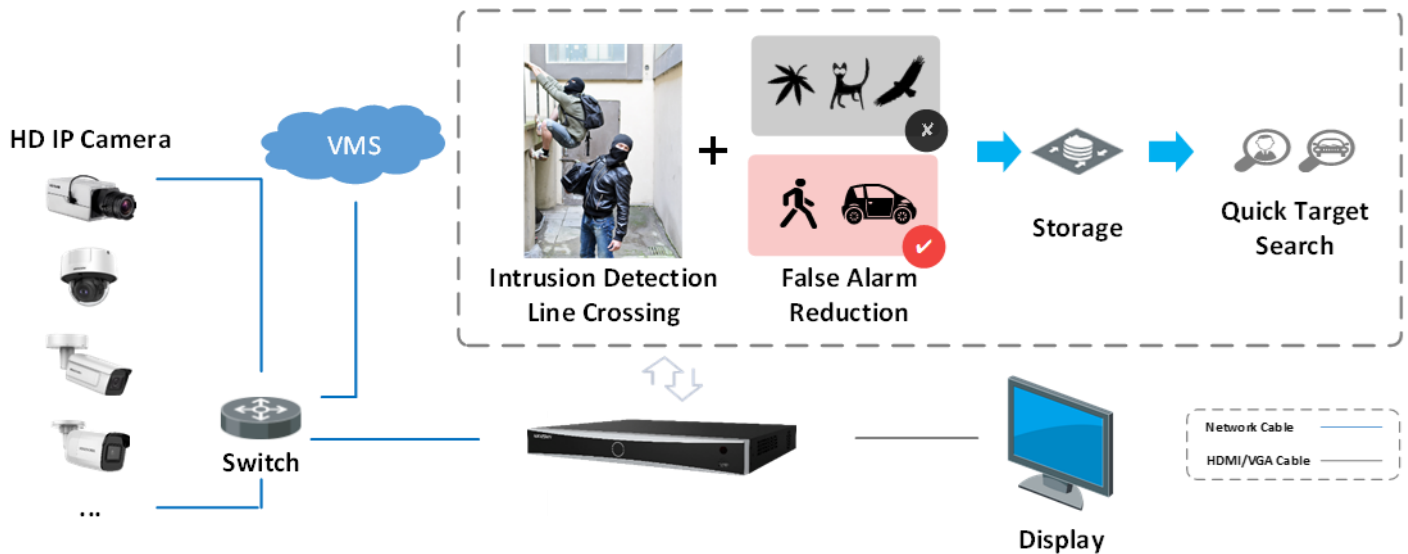 HD IP Camera
VMS
Intrusion Detection
Line Crossing
+
False Alarm
Reduction
Storage
Quick Target
Search
Switch
...
Display
Network Cable
HDMI/VGA Cable